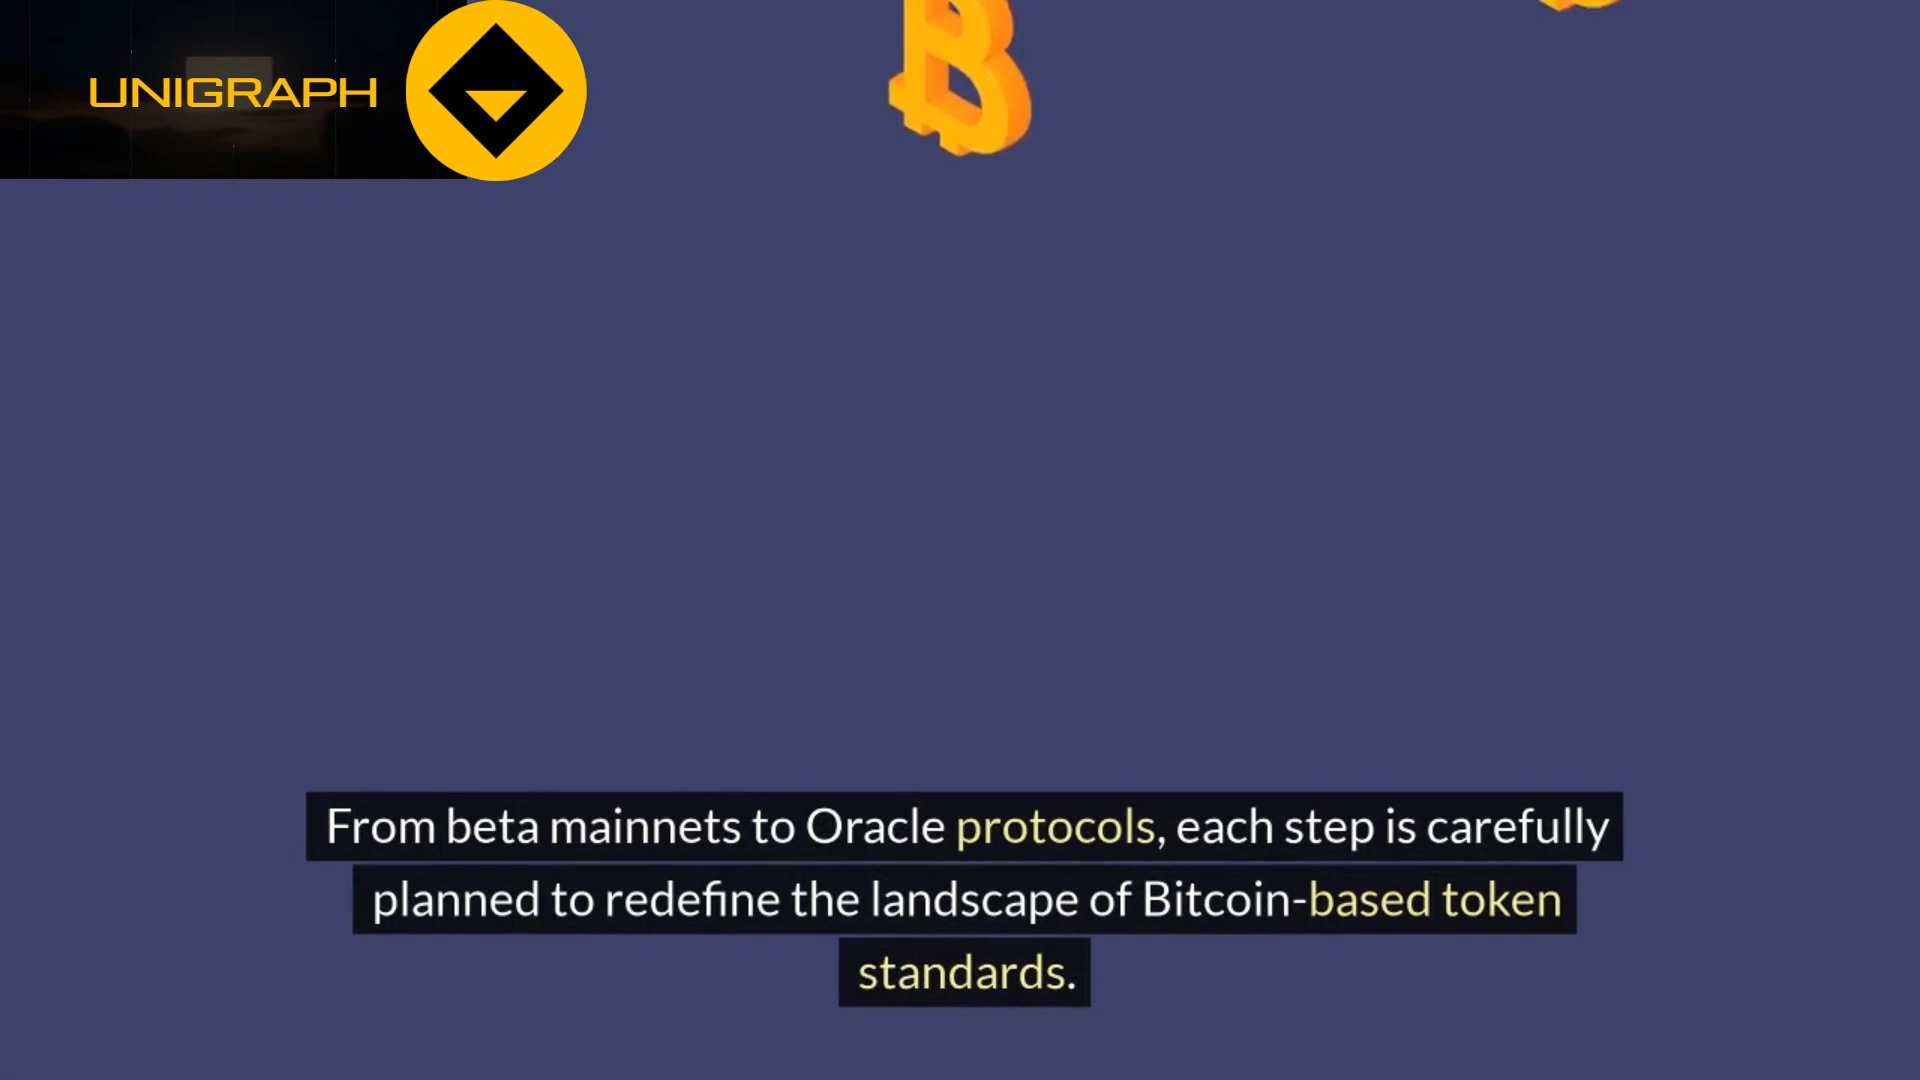 UNIGRAPH
From beta mainnets to Oracle protocols, each step is carefully
planned to redefine the landscape of Bitcoin-based token
standards.